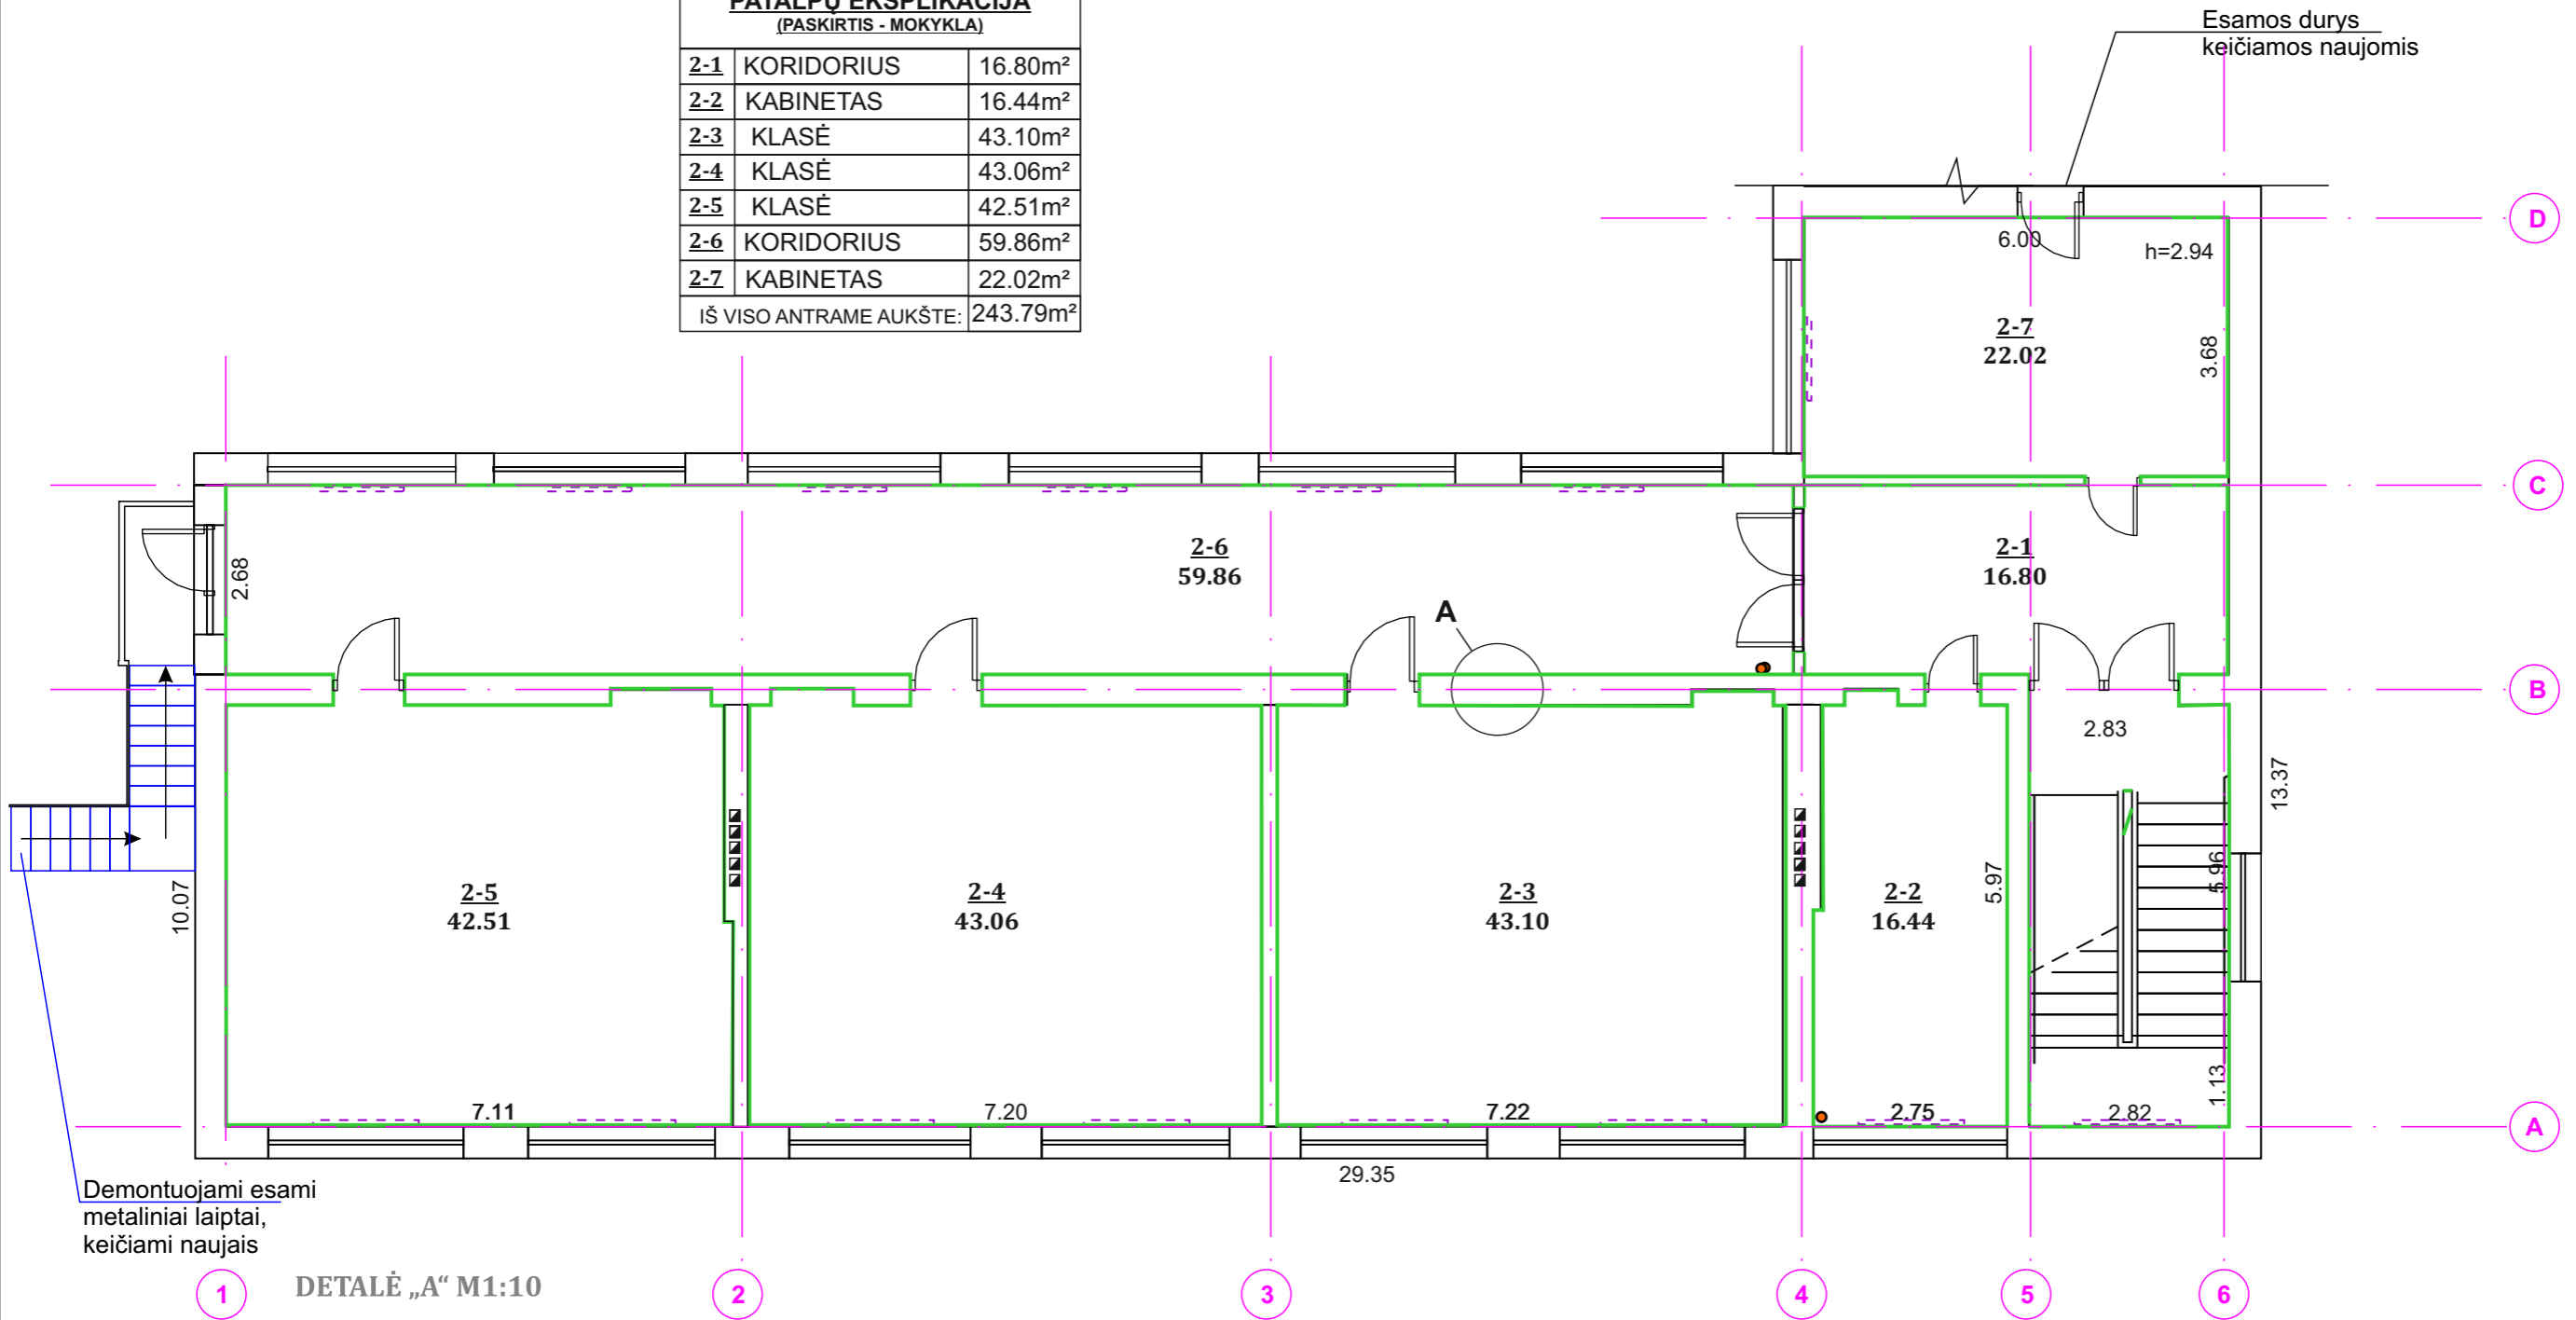 PATALPŲ EKSPLIKACIJA
(PASKIRTIS - MOKYKLA)
2-1 KORIDORIUS 16.80m²
2-2 KABINETAS 16.44m²
2-3 KLASĖ 43.10m²
2-4 KLASĖ 43.06m²
2-5 KLASĖ 42.51m²
2-6 KORIDORIUS 59.86m²
2-7 KABINETAS 22.02m²
IŠ VISO ANTRAME AUKŠTE: 243.79m²
Esamos durys
keičiamos naujomis
D
6.00
h=2.94
2-7
22.02
3.68
C
2-6
59.86
2-1
16.80
2.68
A
B
2.83
13.37
10.07
2-5
42.51
2-4
43.06
2-3
43.10
2-2
16.44
5.97
5.96
1.13
7.11
7.20
7.22
2.75
2.82
A
29.35
Demontuojami esami
metaliniai laiptai,
keičiami naujais
DETALĖ „A“ M1:10
1
2
3
4
5
6